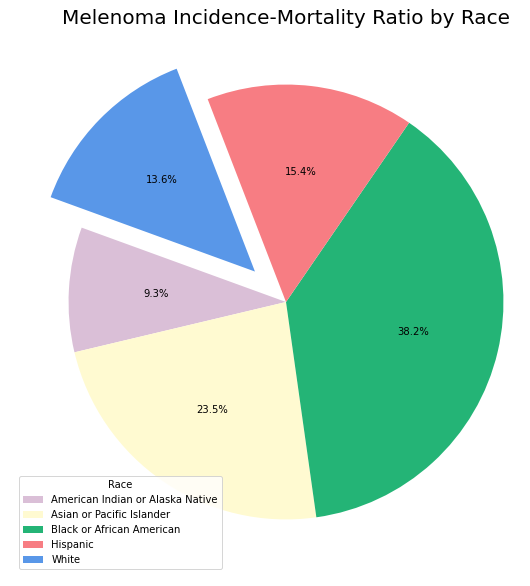 Melenoma Incidence-Mortality Ratio by Race
13.6%
15.4%
9.3%
38.2%
23.5%
Race
American Indian or Alaska Native
Asian or Pacific Islander
Black or African American
Hispanic
White